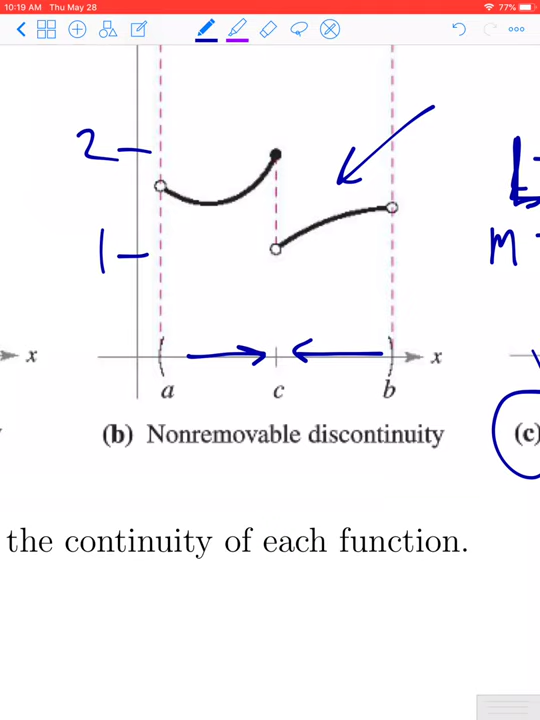 10:19 AM Thu May 28
77%
2
1
m
x
x
a c b
(b) Nonremovable discontinuity
(c)
the continuity of each function.